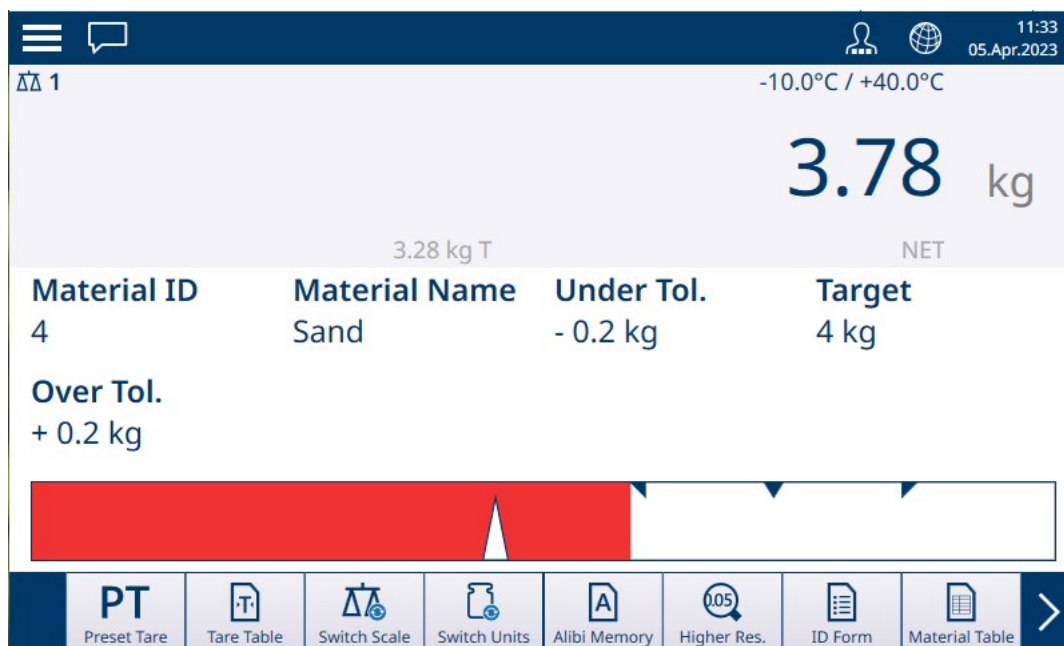 11:33
05.Apr.2023
1
-10.0°C / +40.0°C
3.78 kg
3.28 kg T NET
Material ID Material Name Under Tol. Target
4 Sand - 0.2 kg 4 kg
Over Tol.
+ 0.2 kg
PT T A 0.05
Preset Tare Tare Table Switch Scale Switch Units Alibi Memory Higher Res. ID Form Material Table